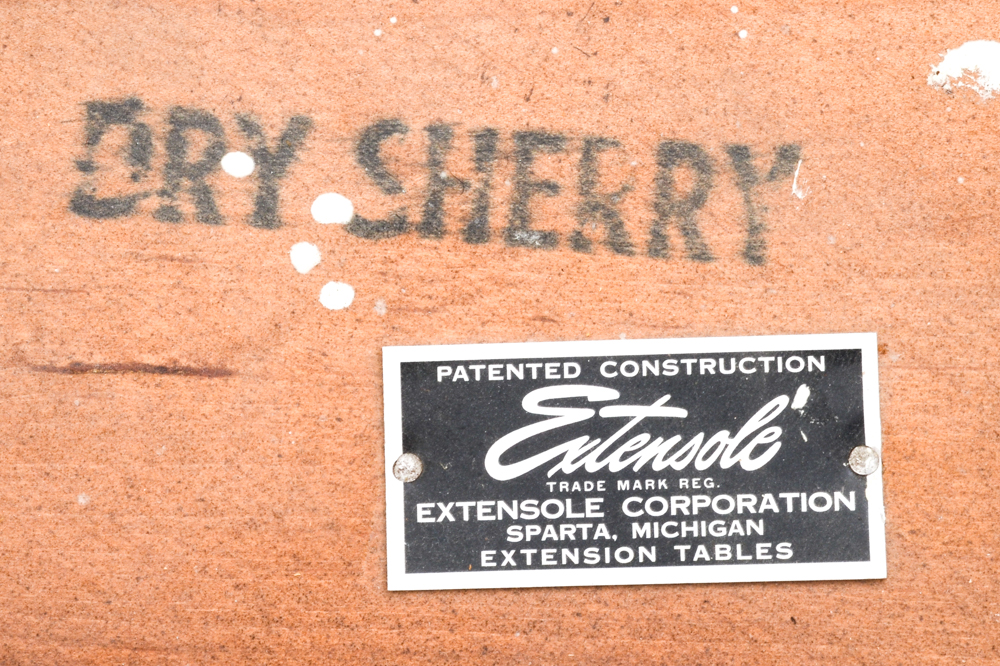 DRY SHERRY
PATENTED CONSTRUCTION
Extensole
TRADE MARK REG.
EXTENSOLE CORPORATION
SPARTA, MICHIGAN
EXTENSION TABLES